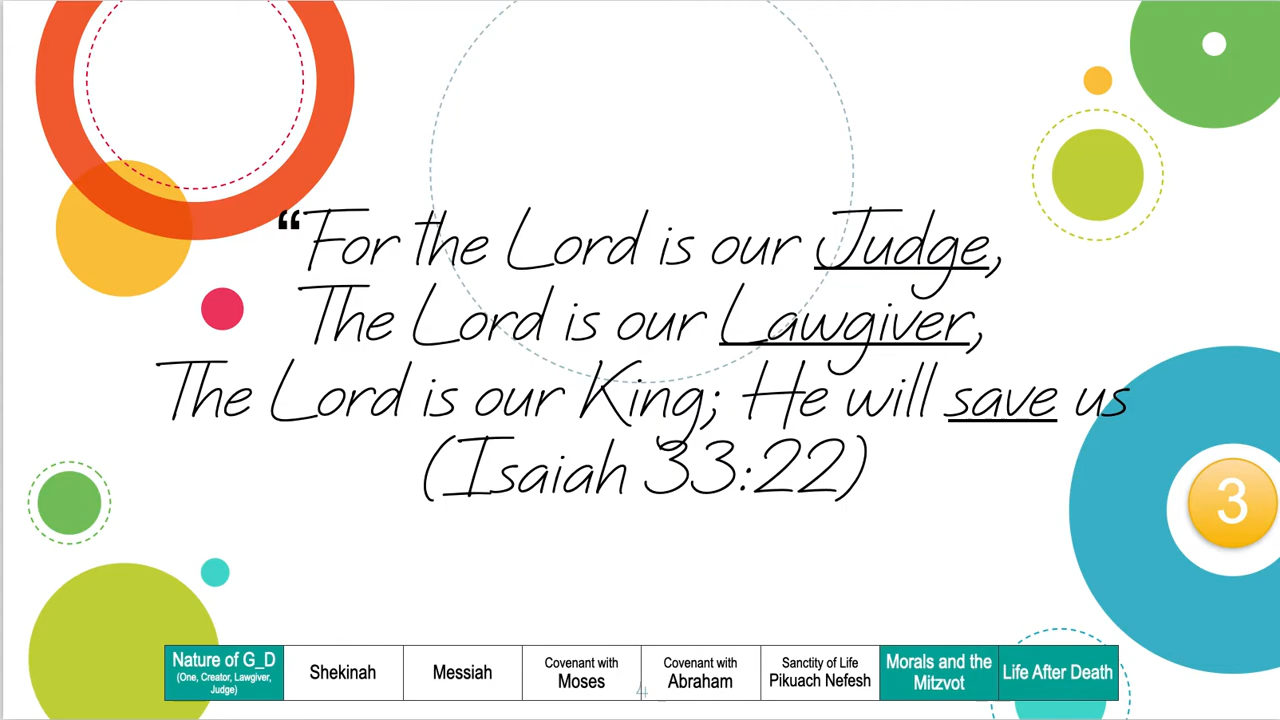 “For the Lord is our Judge,
The Lord is our Lawgiver,
The Lord is our King; He will save us
(Isaiah 33:22)
3
Nature of G_D
(One, Creator, Lawgiver,
Judge)
Shekinah
Messiah
Covenant with
Moses
4
Covenant with
Abraham
Sanctity of Life
Pikuach Nefesh
Morals and the
Mitzvot
Life After Death